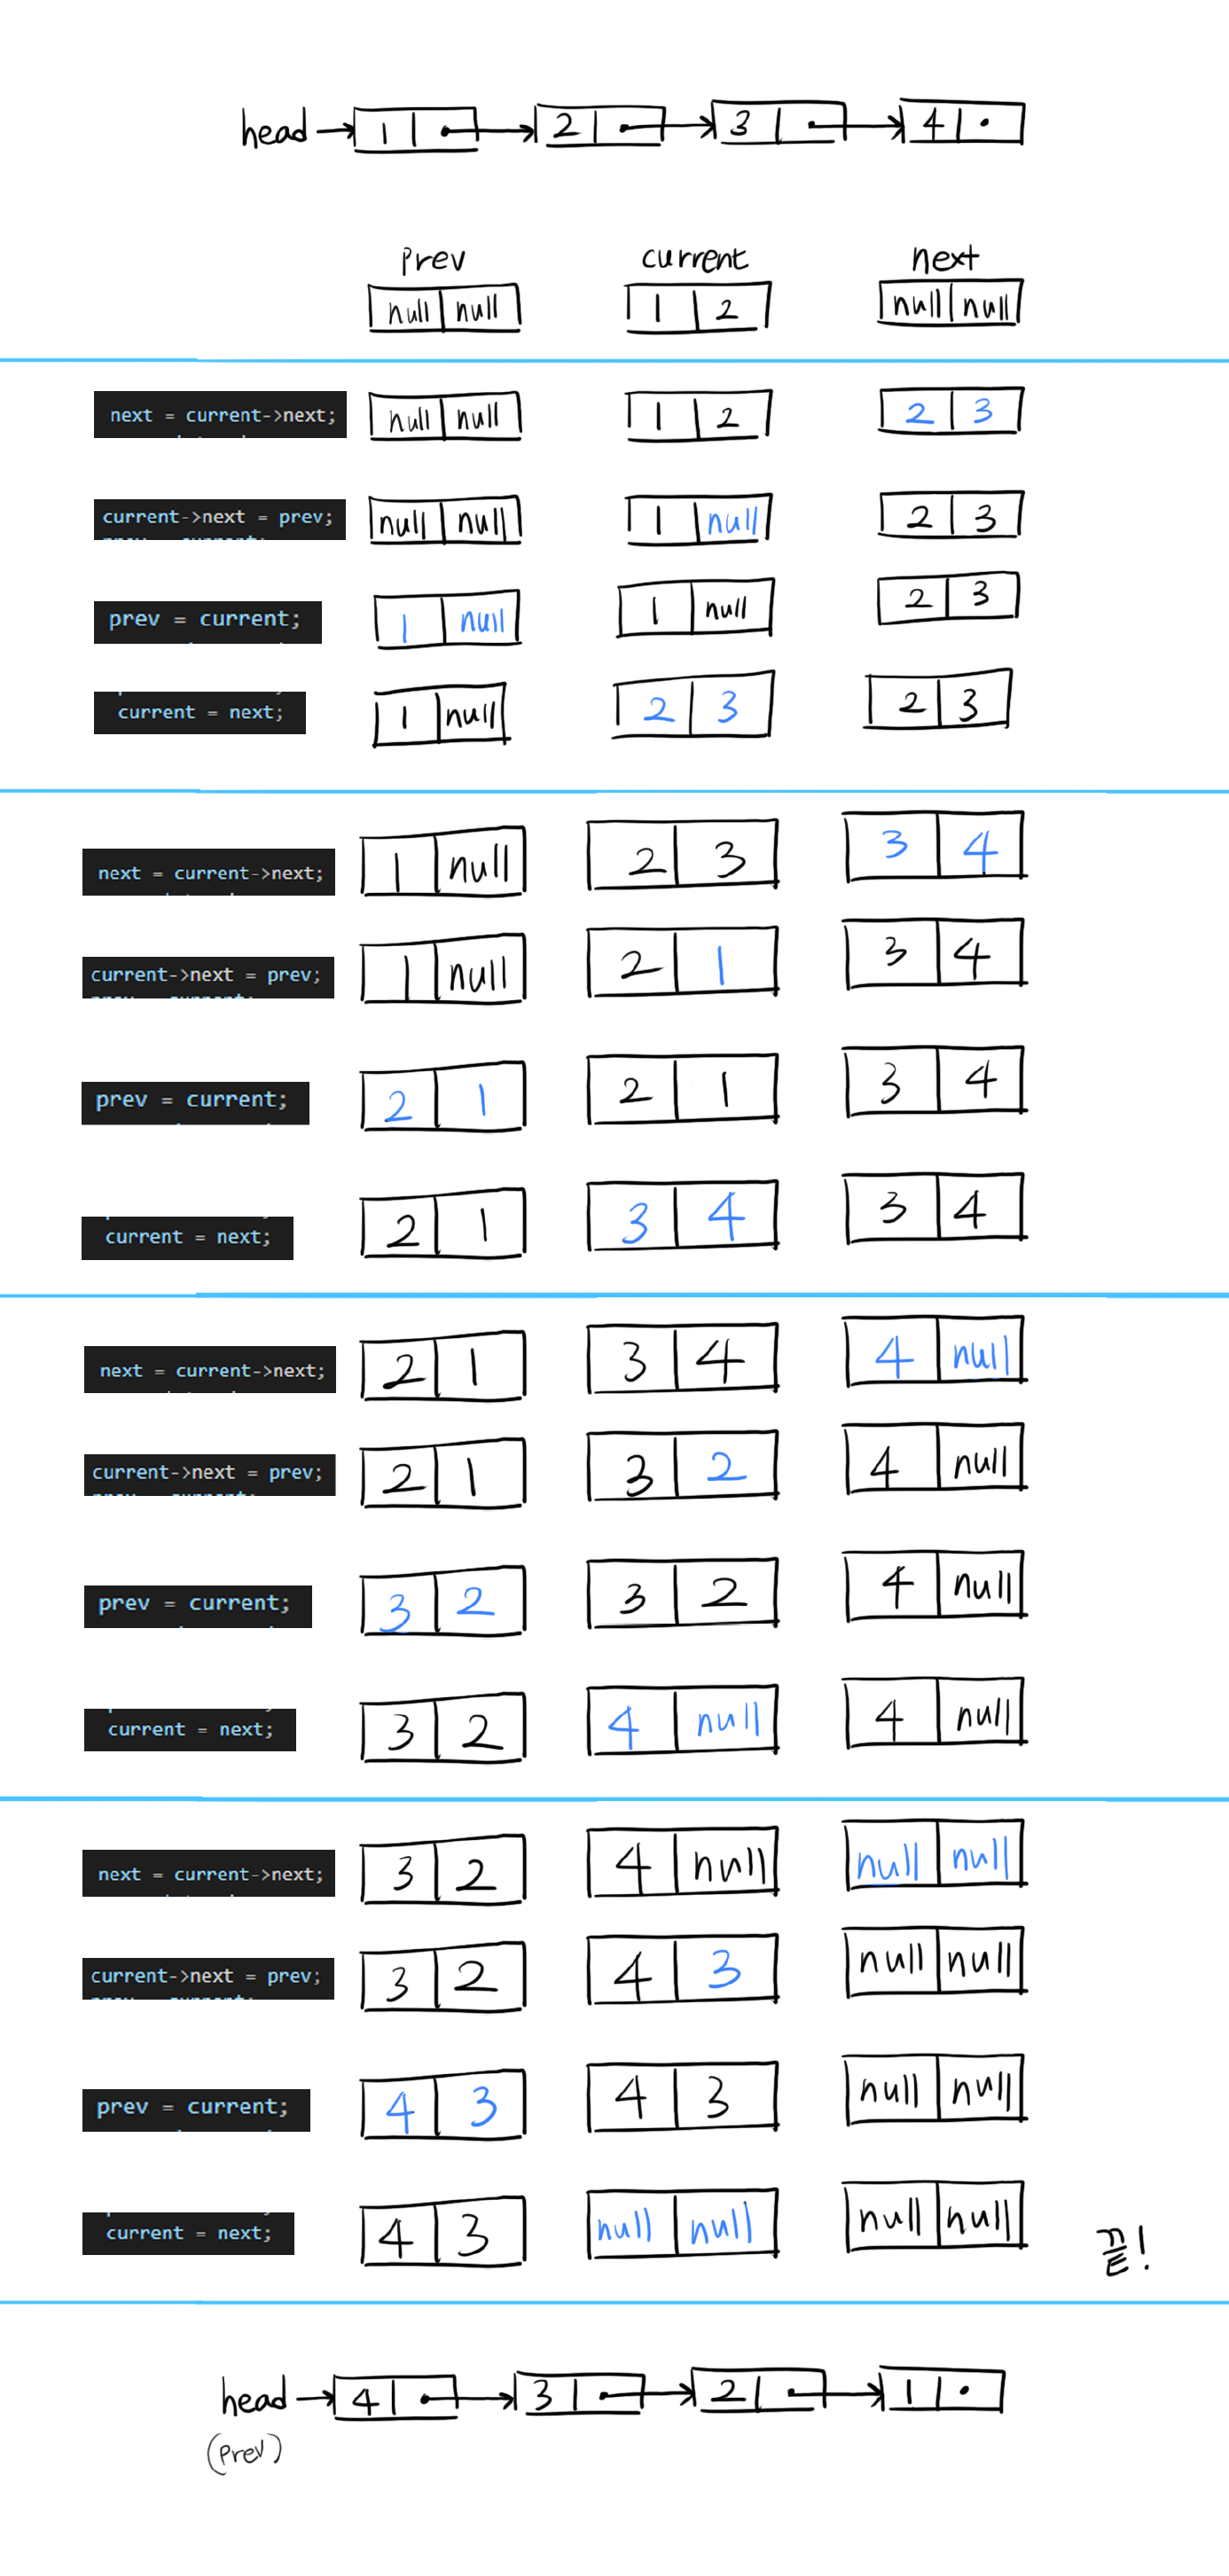 head 1 2 3 4
prev current next
null null 1 2 null null
next = current->next; null null 1 2 2 3
current->next = prev; null null 1 null 2 3
prev = current; 1 null 1 null 2 3
current = next; 1 null 2 3 2 3
next = current->next; 1 null 2 3 3 4
current->next = prev; 1 null 2 1 3 4
prev = current; 2 1 2 1 3 4
current = next; 2 1 3 4 3 4
next = current->next; 2 1 3 4 4 null
current->next = prev; 2 1 3 2 4 null
prev = current; 3 2 3 2 4 null
current = next; 3 2 4 null 4 null
next = current->next; 3 2 4 null null null
current->next = prev; 3 2 4 3 null null
prev = current; 4 3 4 3 null null
current = next; 4 3 null null null null
끝!
head 4 3 2 1
(prev)